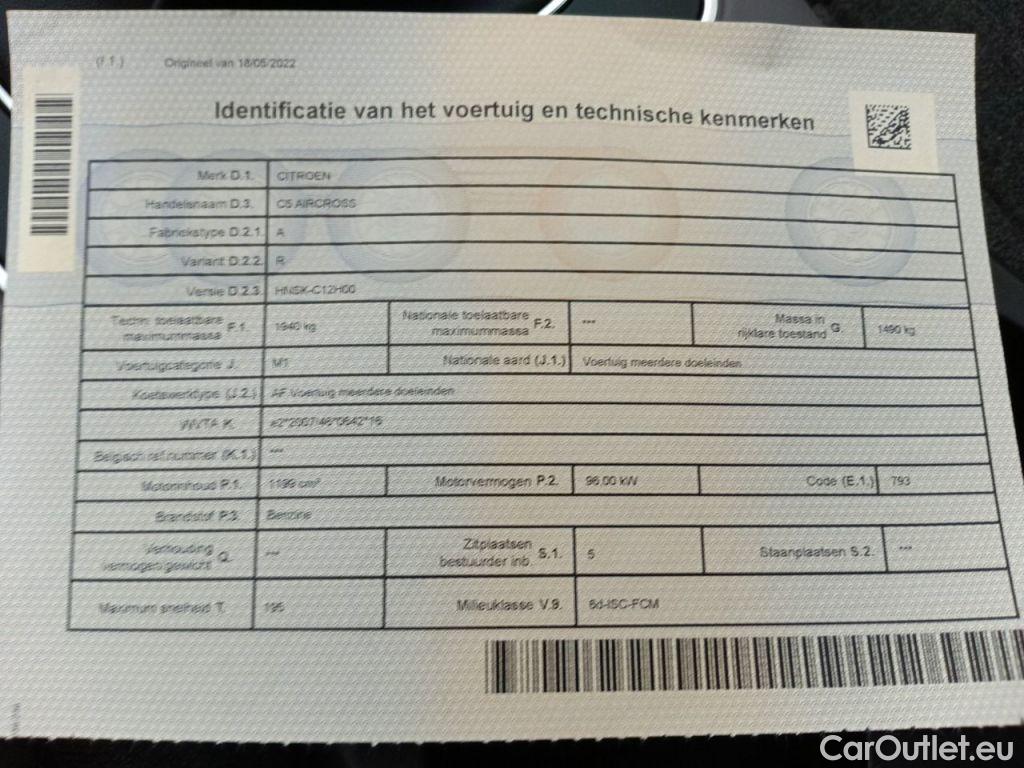 (I.1.) Origineel van 18/05/2022
Identificatie van het voertuig en technische kenmerken
Merk D.1. CITROEN
Handelsnaam D.3. C5 AIRCROSS
Fabriekstype D.2.1. A
Variant D.2.2. R
Versie D.2.3. HNSK-C12H00
Techn. toelaatbare maximummassa F.1. 1940 kg Nationale toelaatbare maximummassa F.2. *** Massa in rijklare toestand G. 1490 kg
Voertuigcategorie J. M1 Nationale aard (J.1.) Voertuig meerdere doeleinden
Koetswerktype (J.2.) AF Voertuig meerdere doeleinden
WVTA K. e2*2007/46*0642*16
Belgisch ref.nummer (K.1.) ***
Motorinhoud P.1. 1199 cm³ Motorvermogen P.2. 96.00 kW Code (E.1.) 793
Brandstof P.3. Benzine
Verhouding vermogen/gewicht Q. *** Zitplaatsen bestuurder inb. S.1. 5 Staanplaatsen S.2. ***
Maximum snelheid T. 195 Milieuklasse V.9. 6d-ISC-FCM
CarOutlet.eu